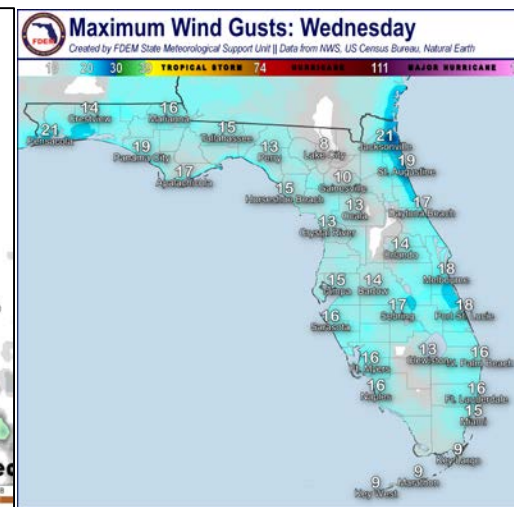 Maximum Wind Gusts: Wednesday
Created by FDEM State Meteorological Support Unit || Data from NWS, US Census Bureau, Natural Earth
FDEM
10 20 30 TROPICAL STORM 74 HURRICANE 111 MAJOR HURRICANE
14
Crestview
16
Marianna
21
Pensacola
19
Panama City
15
Tallahassee
17
Apalachicola
13
Perry
8
Lake City
21
Jacksonville
19
St. Augustine
10
Gainesville
15
Horseshoe Beach
13
Ocala
17
Daytona Beach
13
Crystal River
14
Orlando
18
Melbourne
15
Tampa
14
Bartow
17
Sebring
18
Port St. Lucie
16
Sarasota
13
Clewiston
16
W. Palm Beach
16
Ft. Myers
16
Naples
16
Ft. Lauderdale
15
Miami
9
Key Largo
9
Marathon
9
Key West